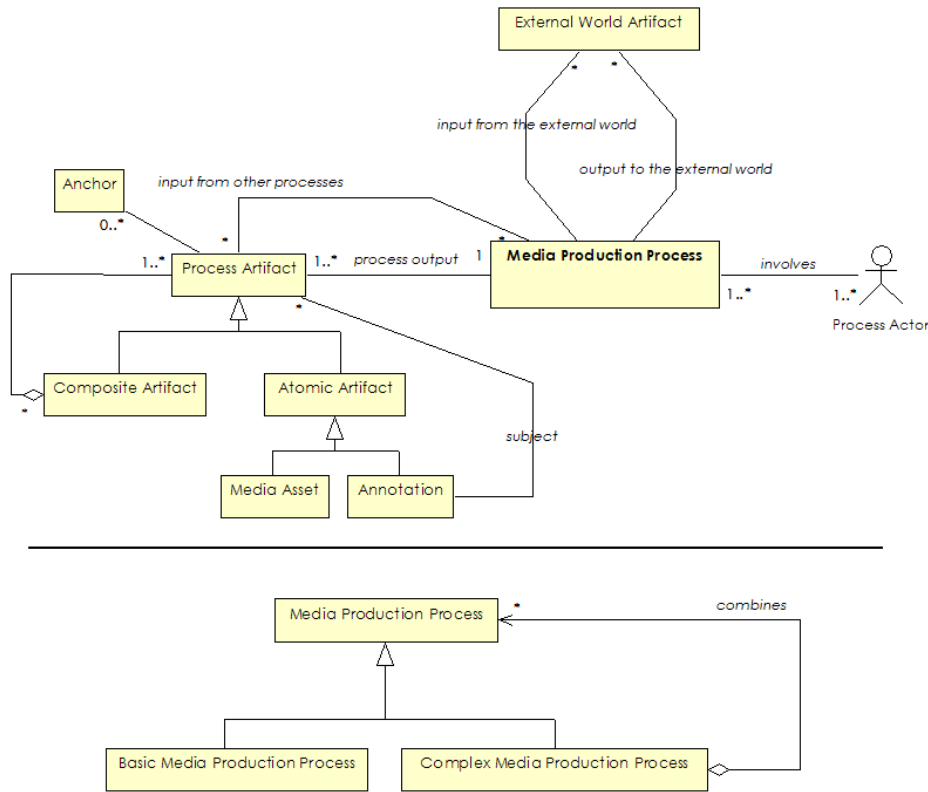 External World Artifact
*
*
input from the external world
output to the external world
Anchor
input from other processes
0..*
*
*
1..*
Process Artifact
1..*
process output
1
Media Production Process
involves
1..*
1..*
Process Actor
*
Composite Artifact
*
Atomic Artifact
subject
Media Asset
Annotation
Media Production Process
*
combines
Basic Media Production Process
Complex Media Production Process